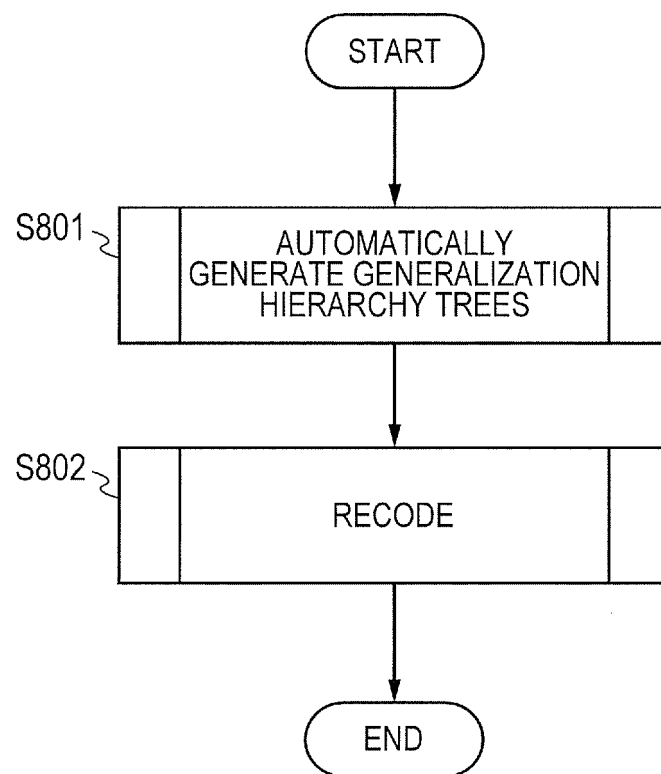 START
S801
AUTOMATICALLY
GENERATE GENERALIZATION
HIERARCHY TREES
S802
RECODE
END